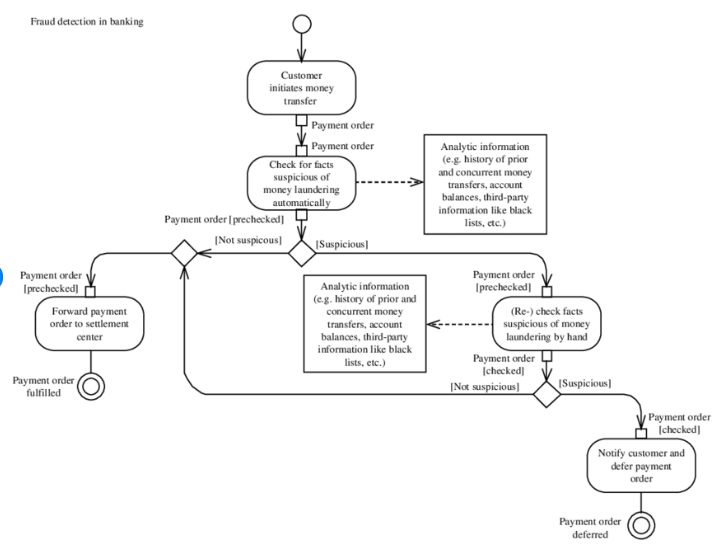 Fraud detection in banking
Customer
initiates money
transfer
Payment order
Payment order
Check for facts
suspicious of
money laundering
automatically
Analytic information
(e.g. history of prior
and concurrent money
transfers, account
balances, third-party
information like black
lists, etc.)
Payment order [prechecked]
[Not suspicous]
[Suspicious]
Payment order
[prechecked]
Forward payment
order to settlement
center
Payment order
fulfilled
Analytic information
(e.g. history of prior and
concurrent money
transfers, account
balances, third-party
information like black
lists, etc.)
Payment order
[prechecked]
(Re-) check facts
suspicious of money
laundering by hand
Payment order
[checked]
[Not suspicious]
[Suspicious]
Payment order
[checked]
Notify customer and
defer payment
order
Payment order
deferred